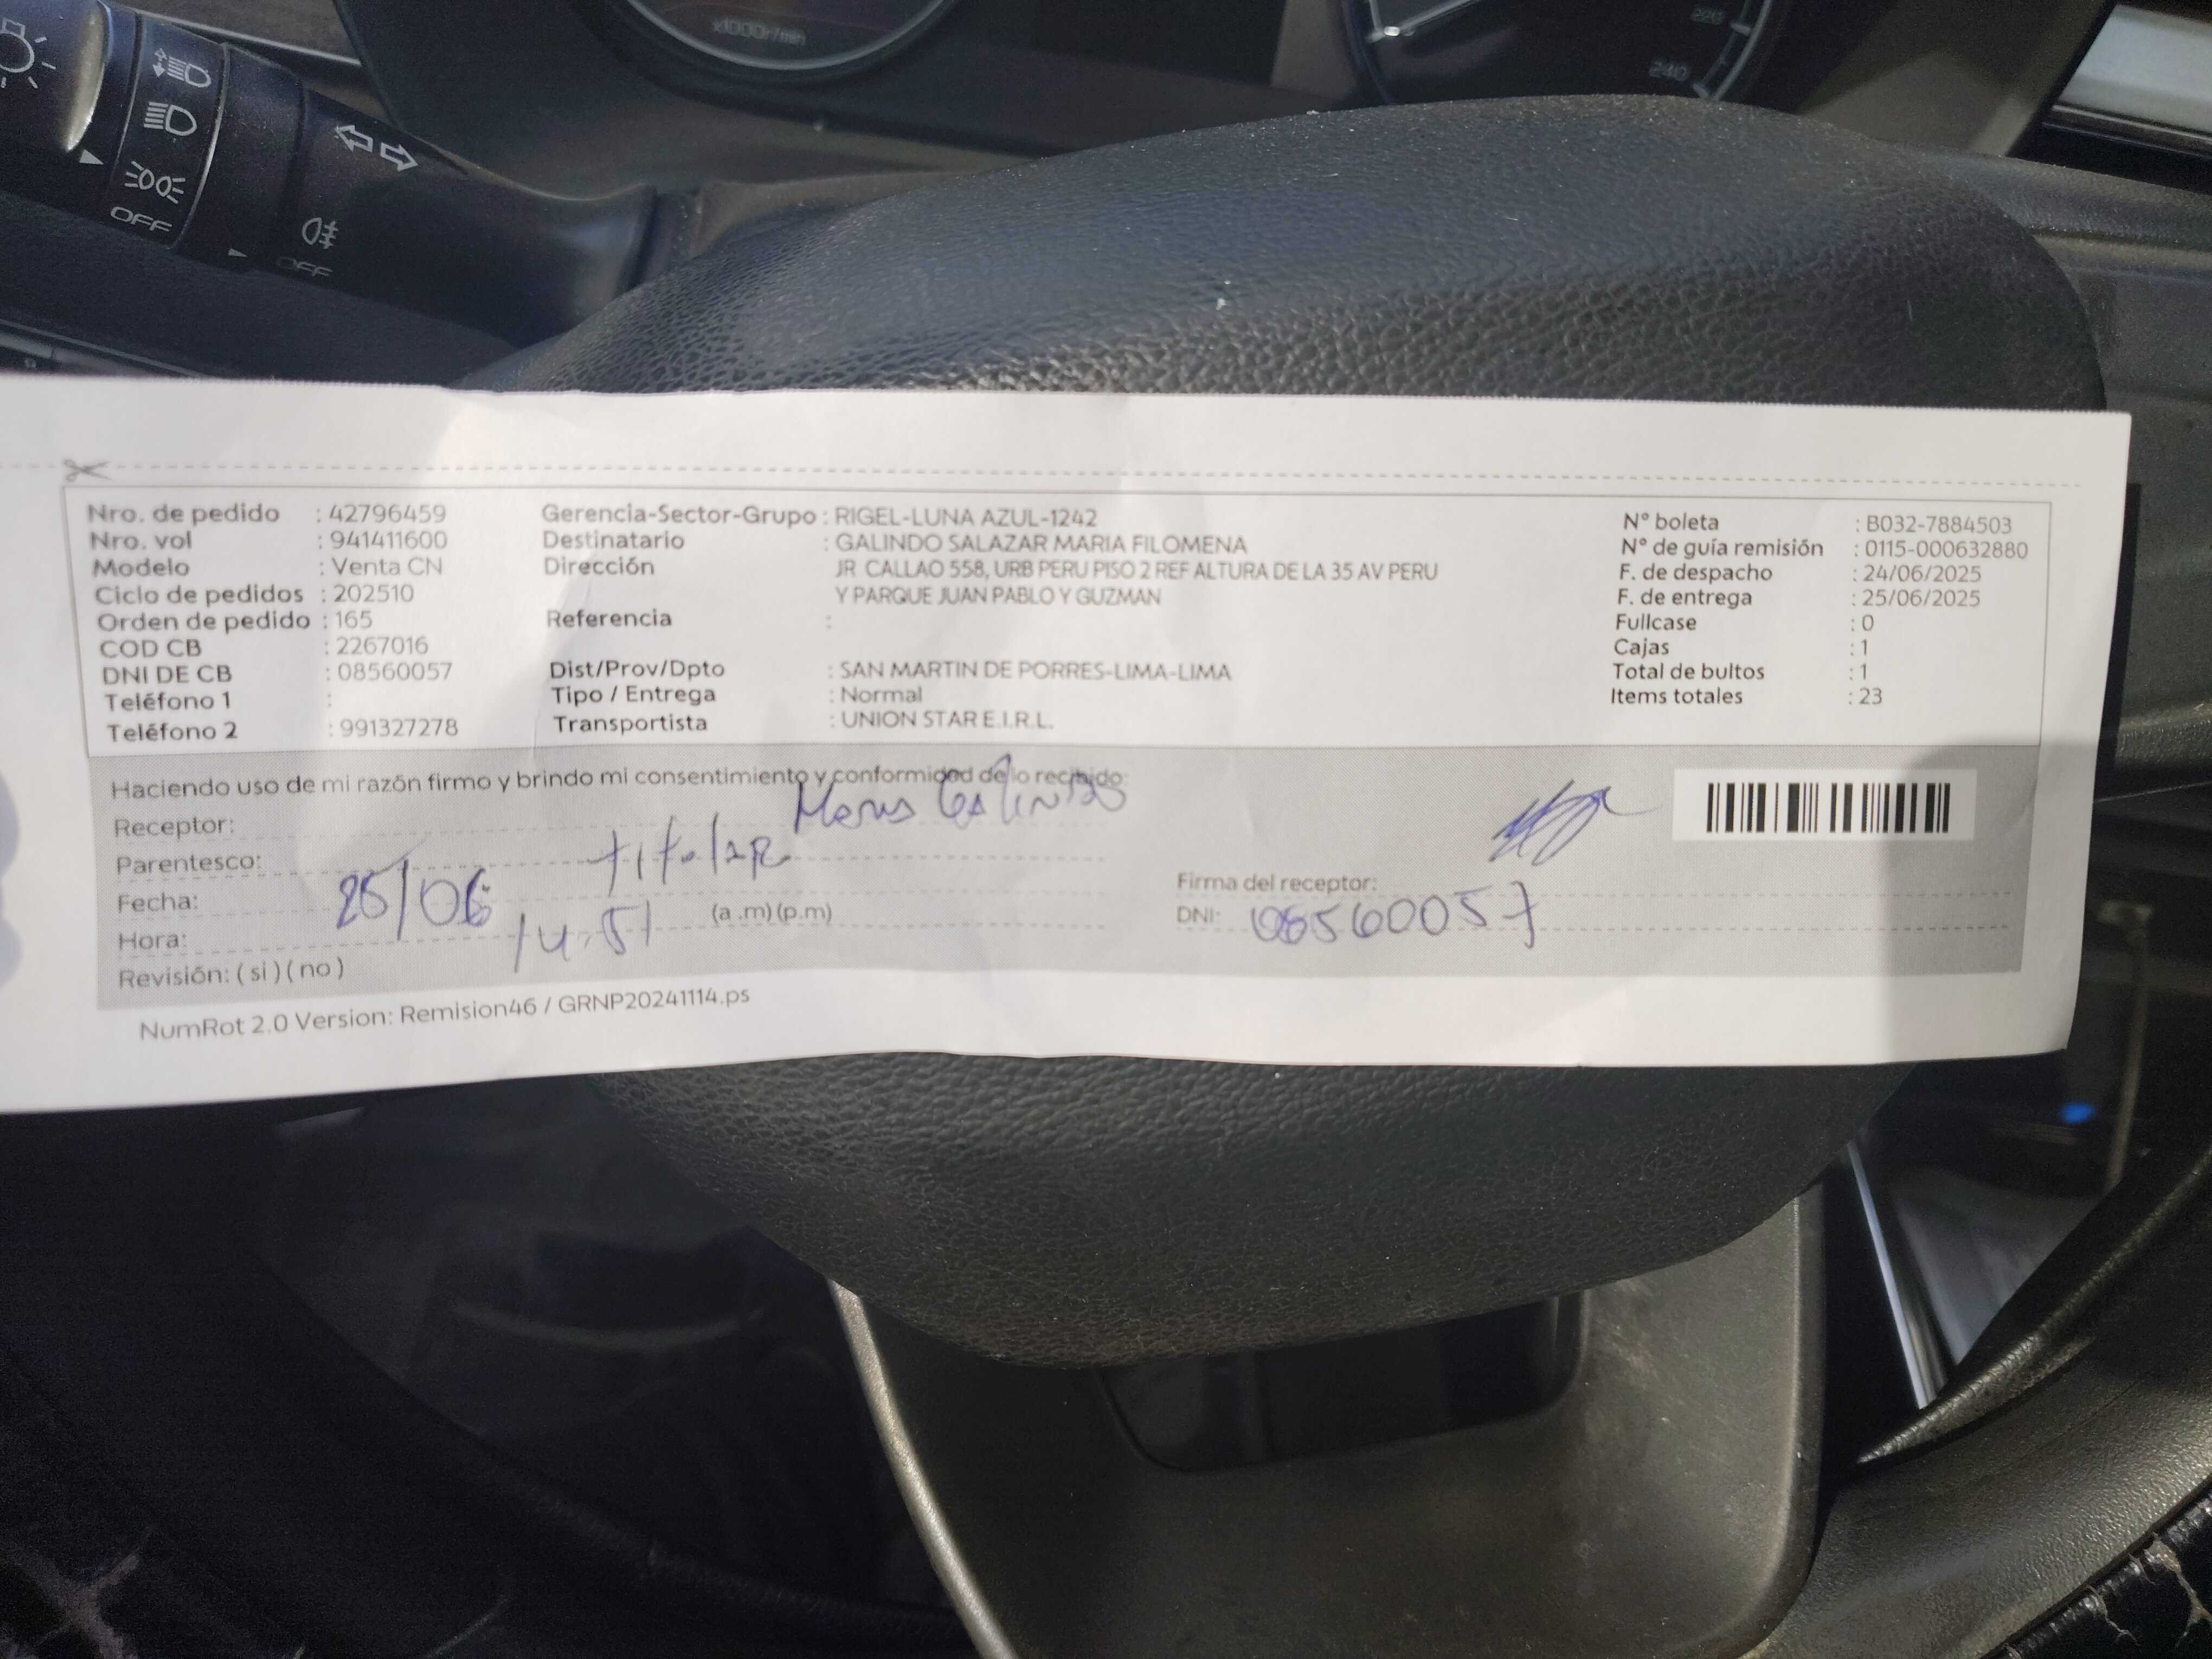 x1000r/min
220
240
OFF
OFF
Nro. de pedido : 42796459
Nro. vol : 941411600
Modelo : Venta CN
Ciclo de pedidos : 202510
Orden de pedido : 165
COD CB : 2267016
DNI DE CB : 08560057
Teléfono 1 :
Teléfono 2 : 991327278
Gerencia-Sector-Grupo : RIGEL-LUNA AZUL-1242
Destinatario : GALINDO SALAZAR MARIA FILOMENA
Dirección JR CALLAO 558, URB PERU PISO 2 REF ALTURA DE LA 35 AV PERU
Y PARQUE JUAN PABLO Y GUZMAN
Referencia :
Dist/Prov/Dpto : SAN MARTIN DE PORRES-LIMA-LIMA
Tipo / Entrega : Normal
Transportista : UNION STAR E.I.R.L.
N° boleta : B032-7884503
N° de guía remisión : 0115-000632880
F. de despacho : 24/06/2025
F. de entrega : 25/06/2025
Fullcase : 0
Cajas : 1
Total de bultos : 1
Items totales : 23
Haciendo uso de mi razón firmo y brindo mi consentimiento y conformidad de lo recibido:
Receptor:
Parentesco: titolar
Fecha: 25/06
Hora: 14:51 (a .m) (p.m)
Revisión: ( si ) ( no )
Firma del receptor:
DNI: 08560057
NumRot 2.0 Version: Remision46 / GRNP20241114.ps